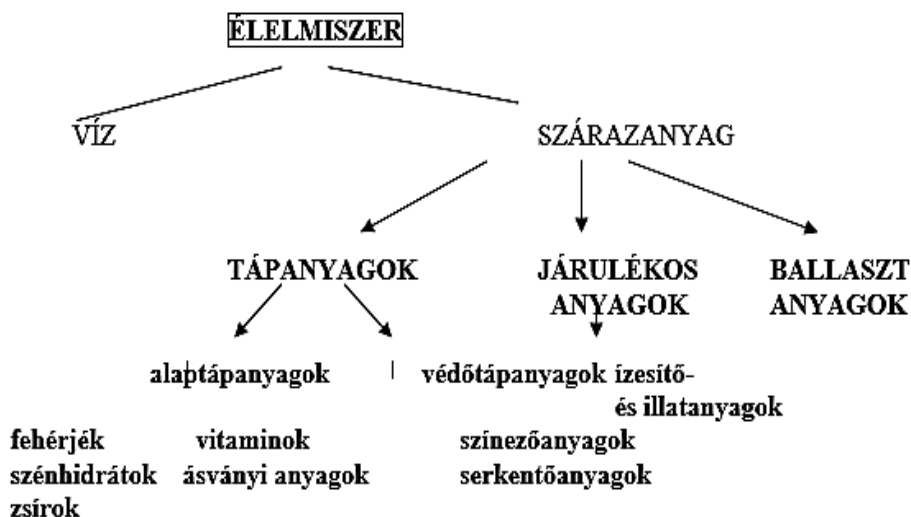 ÉLELMISZER
VÍZ SZÁRAZANYAG
TÁPANYAGOK JÁRULÉKOS BALLASZT
ANYAGOK ANYAGOK
alaptápanyagok védőtápanyagok ízesítő-
és illatanyagok
fehérjék vitaminok színezőanyagok
szénhidrátok ásványi anyagok serkentőanyagok
zsírok